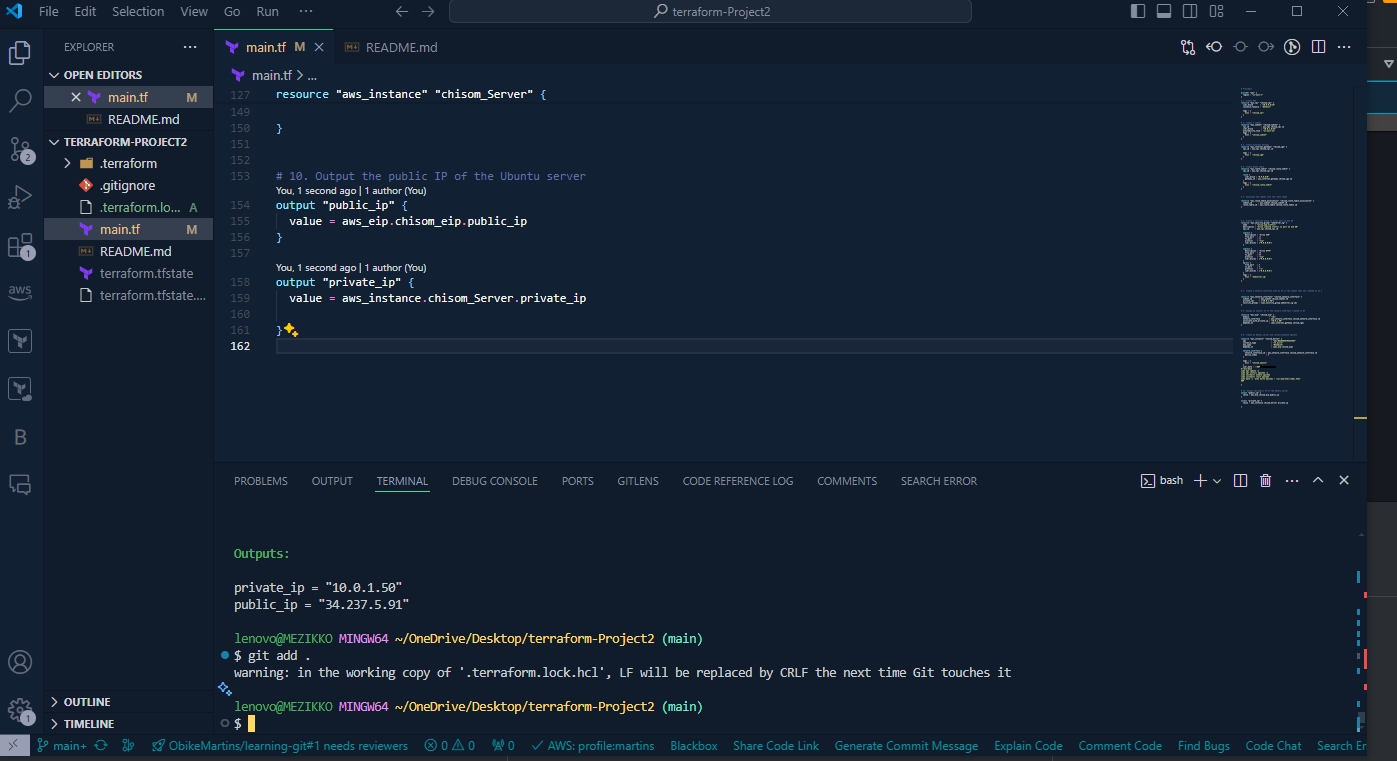 File Edit Selection View Go Run ···
terraform-Project2
EXPLORER
OPEN EDITORS
main.tf M
README.md
TERRAFORM-PROJECT2
.terraform
.gitignore
.terraform.lo... A
main.tf M
README.md
terraform.tfstate
terraform.tfstate....
OUTLINE
TIMELINE
2
1
aws
B
1
main.tf M
README.md
main.tf > ...
127 resource "aws_instance" "chisom_Server" {
149
150 }
151
152
153 # 10. Output the public IP of the Ubuntu server
You, 1 second ago | 1 author (You)
154 output "public_ip" {
155 value = aws_eip.chisom_eip.public_ip
156 }
157
You, 1 second ago | 1 author (You)
158 output "private_ip" {
159 value = aws_instance.chisom_Server.private_ip
160
161 }
162
PROBLEMS OUTPUT TERMINAL DEBUG CONSOLE PORTS GITLENS CODE REFERENCE LOG COMMENTS SEARCH ERROR
bash
Outputs:
private_ip = "10.0.1.50"
public_ip = "34.237.5.91"
lenovo@MEZIKKO MINGW64 ~/OneDrive/Desktop/terraform-Project2 (main)
$ git add .
warning: in the working copy of '.terraform.lock.hcl', LF will be replaced by CRLF the next time Git touches it
lenovo@MEZIKKO MINGW64 ~/OneDrive/Desktop/terraform-Project2 (main)
$
main+ ObikeMartins/learning-git#1 needs reviewers 0 0 0 AWS: profile:martins Blackbox Share Code Link Generate Commit Message Explain Code Comment Code Find Bugs Code Chat Search Er